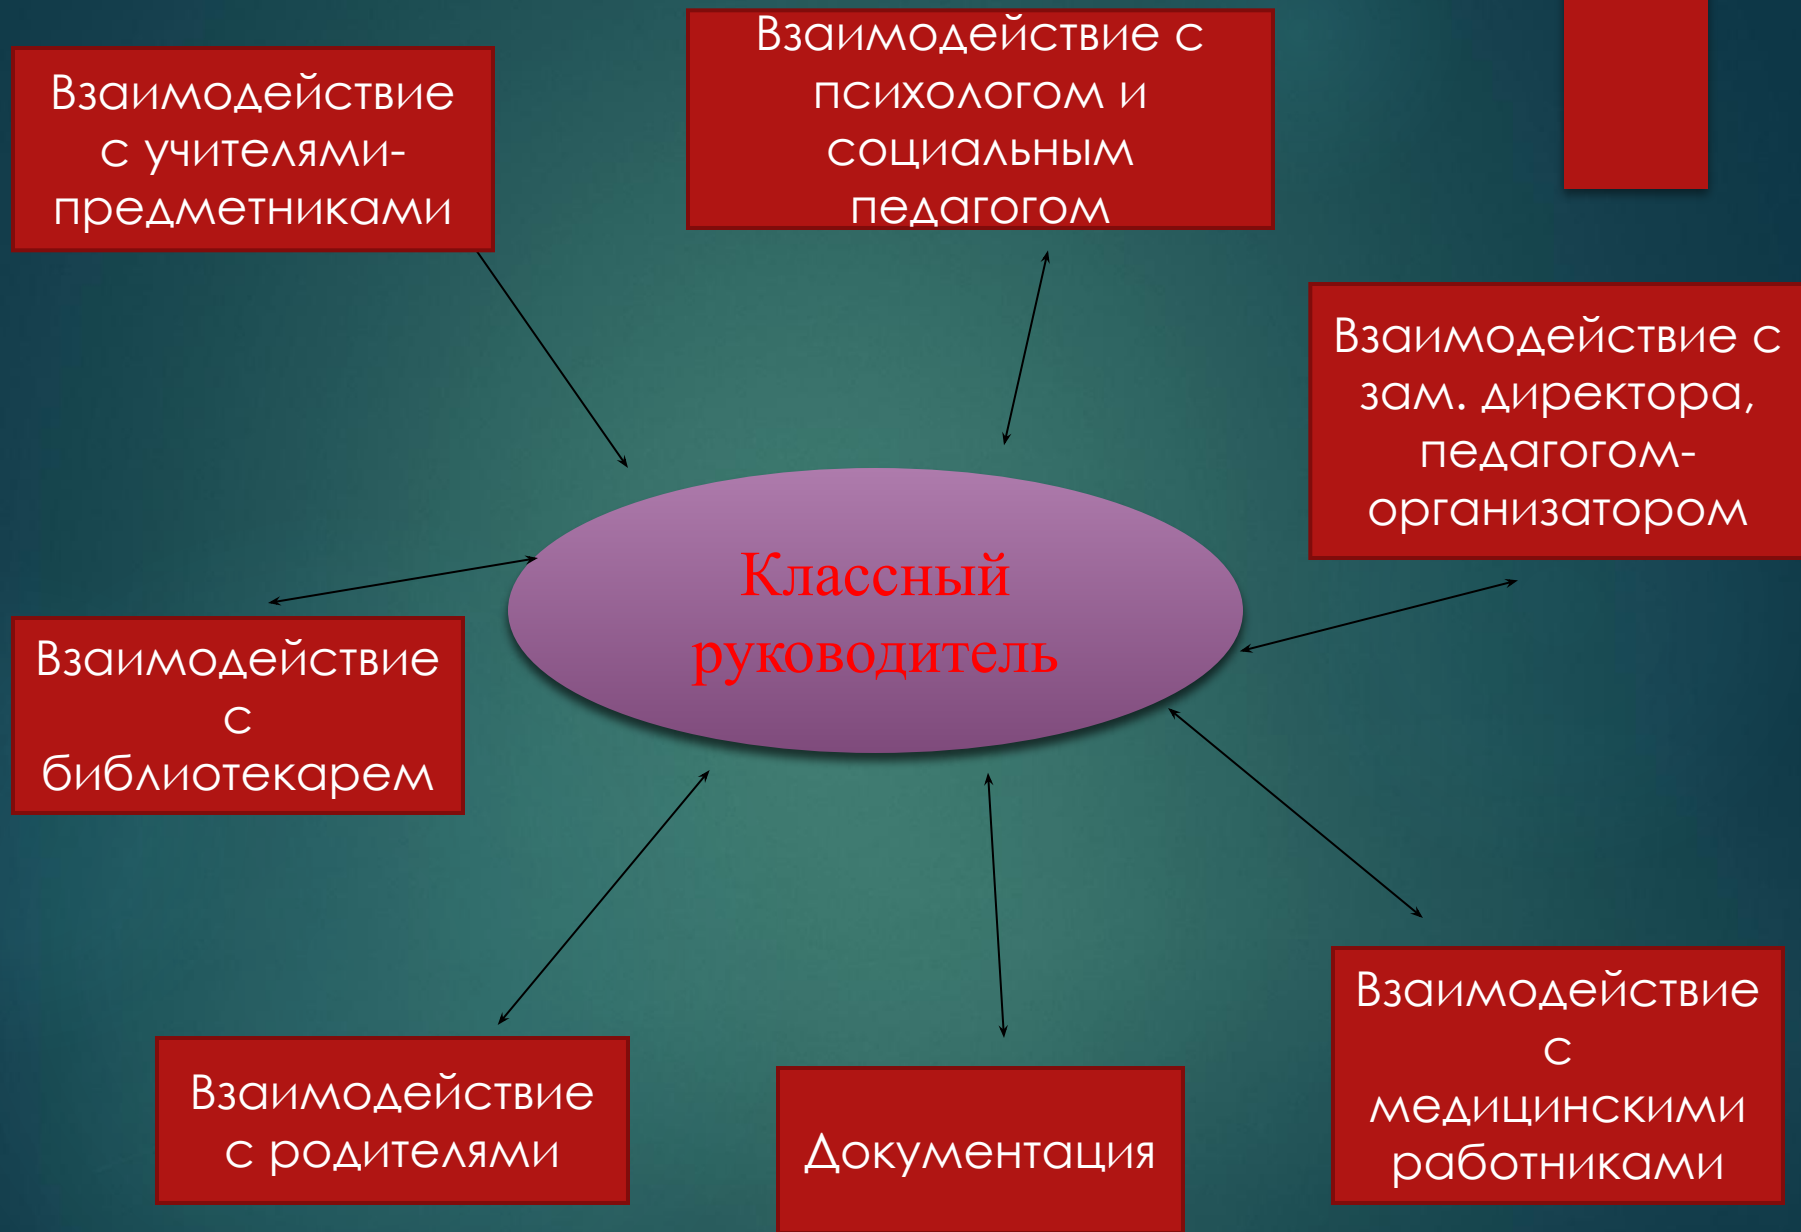 Взаимодействие
с учителями-
предметниками
Взаимодействие с
психологом и
социальным
педагогом
Взаимодействие с
зам. директора,
педагогом-
организатором
Классный
руководитель
Взаимодействие
с
библиотекарем
Взаимодействие
с родителями
Документация
Взаимодействие
с
медицинскими
работниками